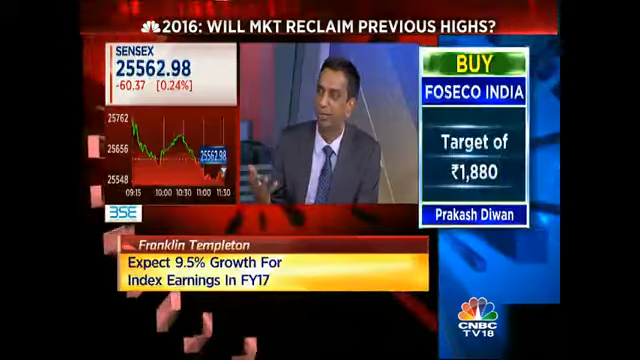 2016: WILL MKT RECLAIM PREVIOUS HIGHS?
SENSEX
25562.98
-60.37 [0.24%]
25762
25656
25548
25562.98
09:15 10:00 10:30 11:00 11:30
BSE
BUY
FOSECO INDIA
Target of
₹1,880
Prakash Diwan
Franklin Templeton
Expect 9.5% Growth For
Index Earnings In FY17
CNBC
TV18